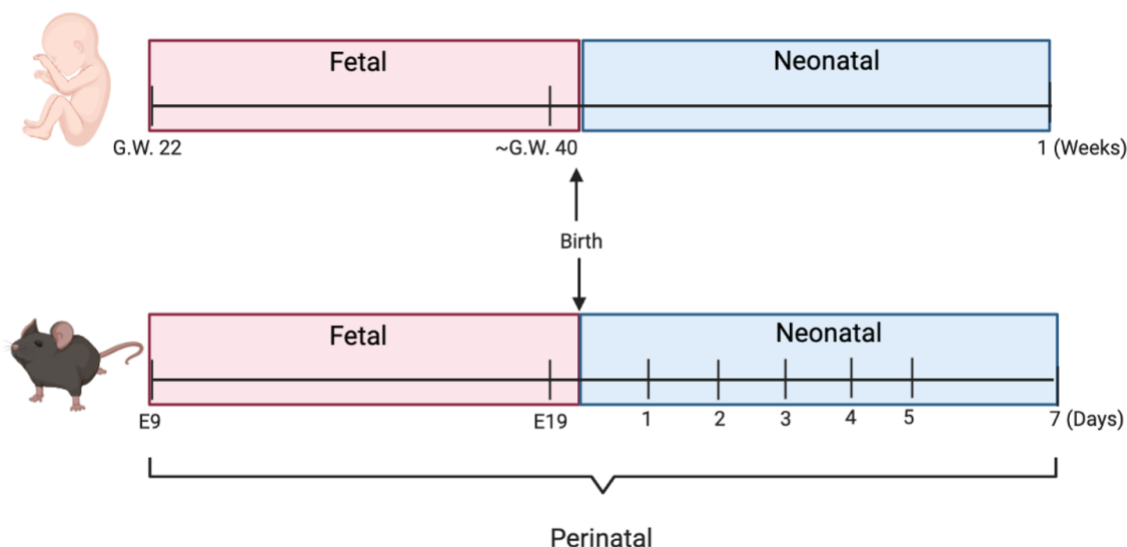 Fetal
Neonatal
G.W. 22
~G.W. 40
1 (Weeks)
Birth
Fetal
Neonatal
E9
E19
1
2
3
4
5
7 (Days)
Perinatal